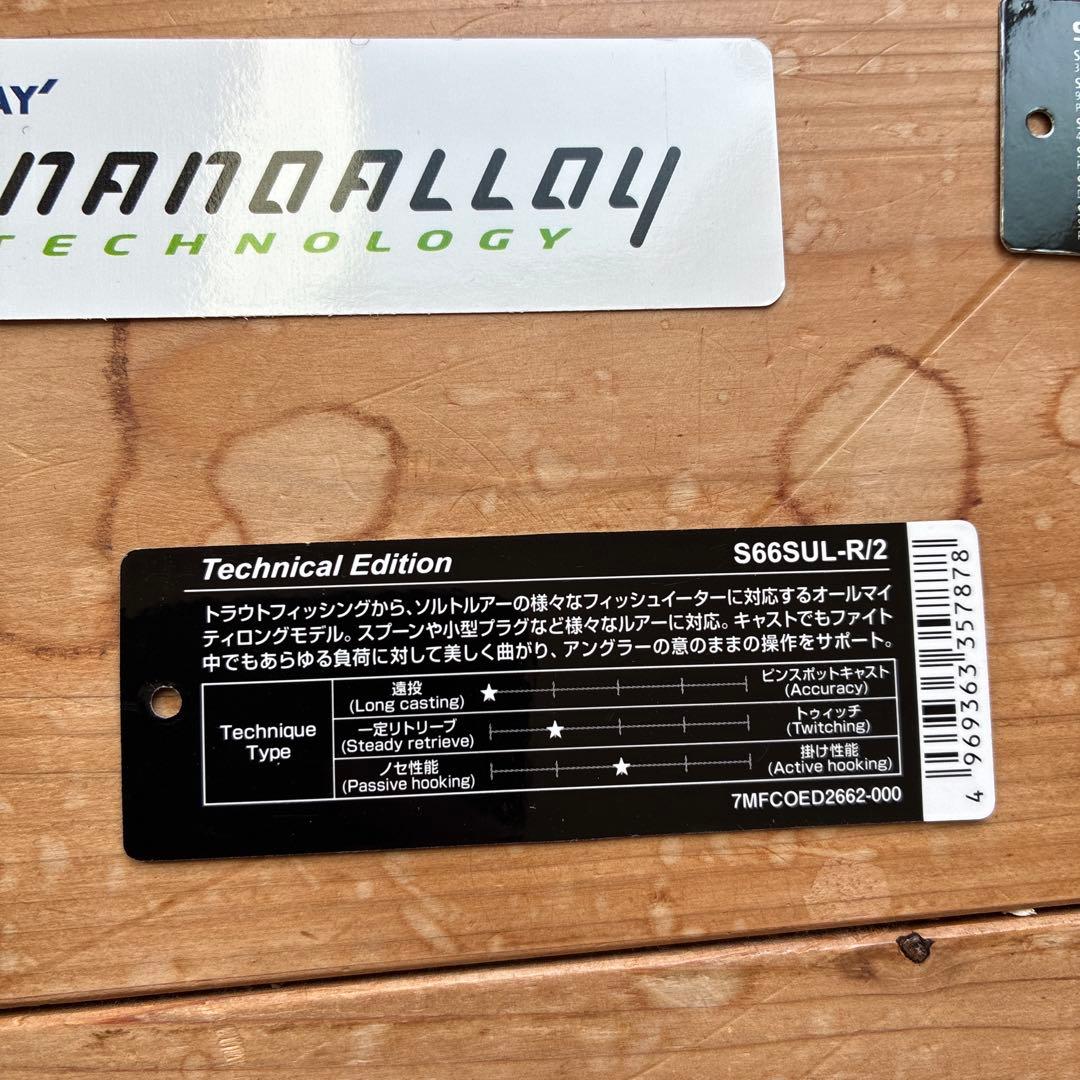 AY
NANOALLOY
TECHNOLOGY
Technical Edition
S66SUL-R/2
トラウトフィッシングから、ソルトルアーの様々なフィッシュイーターに対応するオールマイ
ティロングモデル。スプーンや小型プラグなど様々なルアーに対応。キャストでもファイト
中でもあらゆる負荷に対して美しく曲がり、アングラーの意のままの操作をサポート。
Technique
Type
遠投
(Long casting)
ピンスポットキャスト
(Accuracy)
一定リトリーブ
(Steady retrieve)
トゥィッチ
(Twitching)
ノセ性能
(Passive hooking)
掛け性能
(Active hooking)
7MFCOED2662-000
4 969363 357878